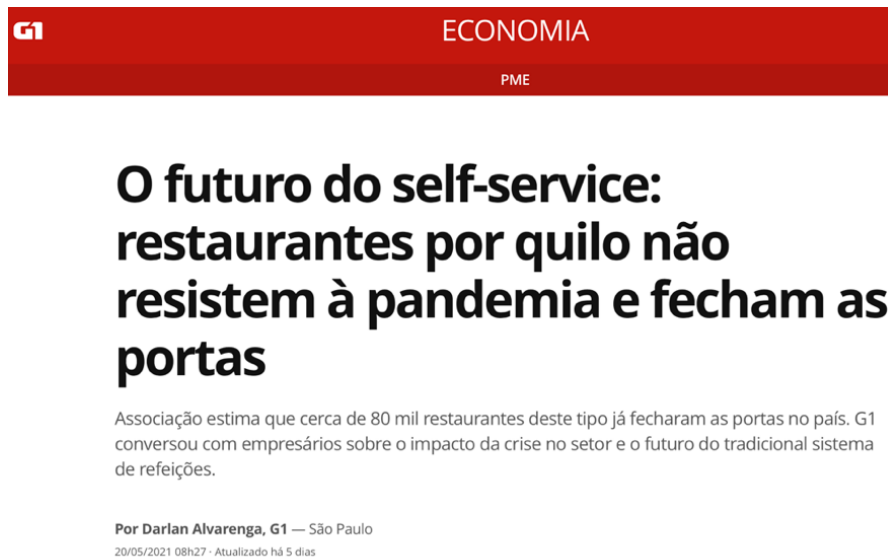 G1
ECONOMIA
PME
O futuro do self-service:
restaurantes por quilo não
resistem à pandemia e fecham as
portas
Associação estima que cerca de 80 mil restaurantes deste tipo já fecharam as portas no país. G1
conversou com empresários sobre o impacto da crise no setor e o futuro do tradicional sistema
de refeições.
Por Darlan Alvarenga, G1 — São Paulo
20/05/2021 08h27 · Atualizado há 5 dias